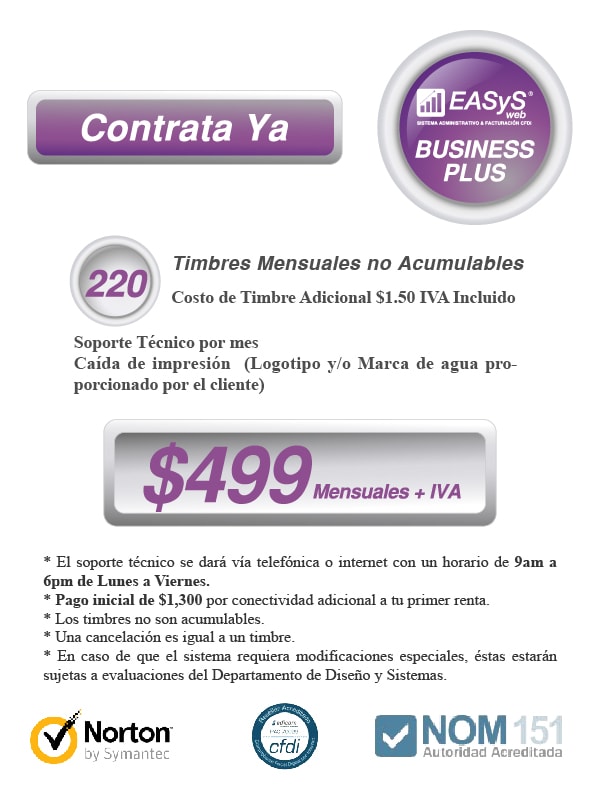 Contrata Ya
EASyS®
web
SISTEMA ADMINISTRATIVO & FACTURACIÓN CFDI
BUSINESS
PLUS
220
Timbres Mensuales no Acumulables
Costo de Timbre Adicional $1.50 IVA Incluido
Soporte Técnico por mes
Caída de impresión (Logotipo y/o Marca de agua pro-
porcionado por el cliente)
$499 Mensuales + IVA
* El soporte técnico se dará vía telefónica o internet con un horario de 9am a
6pm de Lunes a Viernes.
* Pago inicial de $1,300 por conectividad adicional a tu primer renta.
* Los timbres no son acumulables.
* Una cancelación es igual a un timbre.
* En caso de que el sistema requiera modificaciones especiales, éstas estarán
sujetas a evaluaciones del Departamento de Diseño y Sistemas.
Norton™
by Symantec
cfdi
NOM 151
Autoridad Acreditada